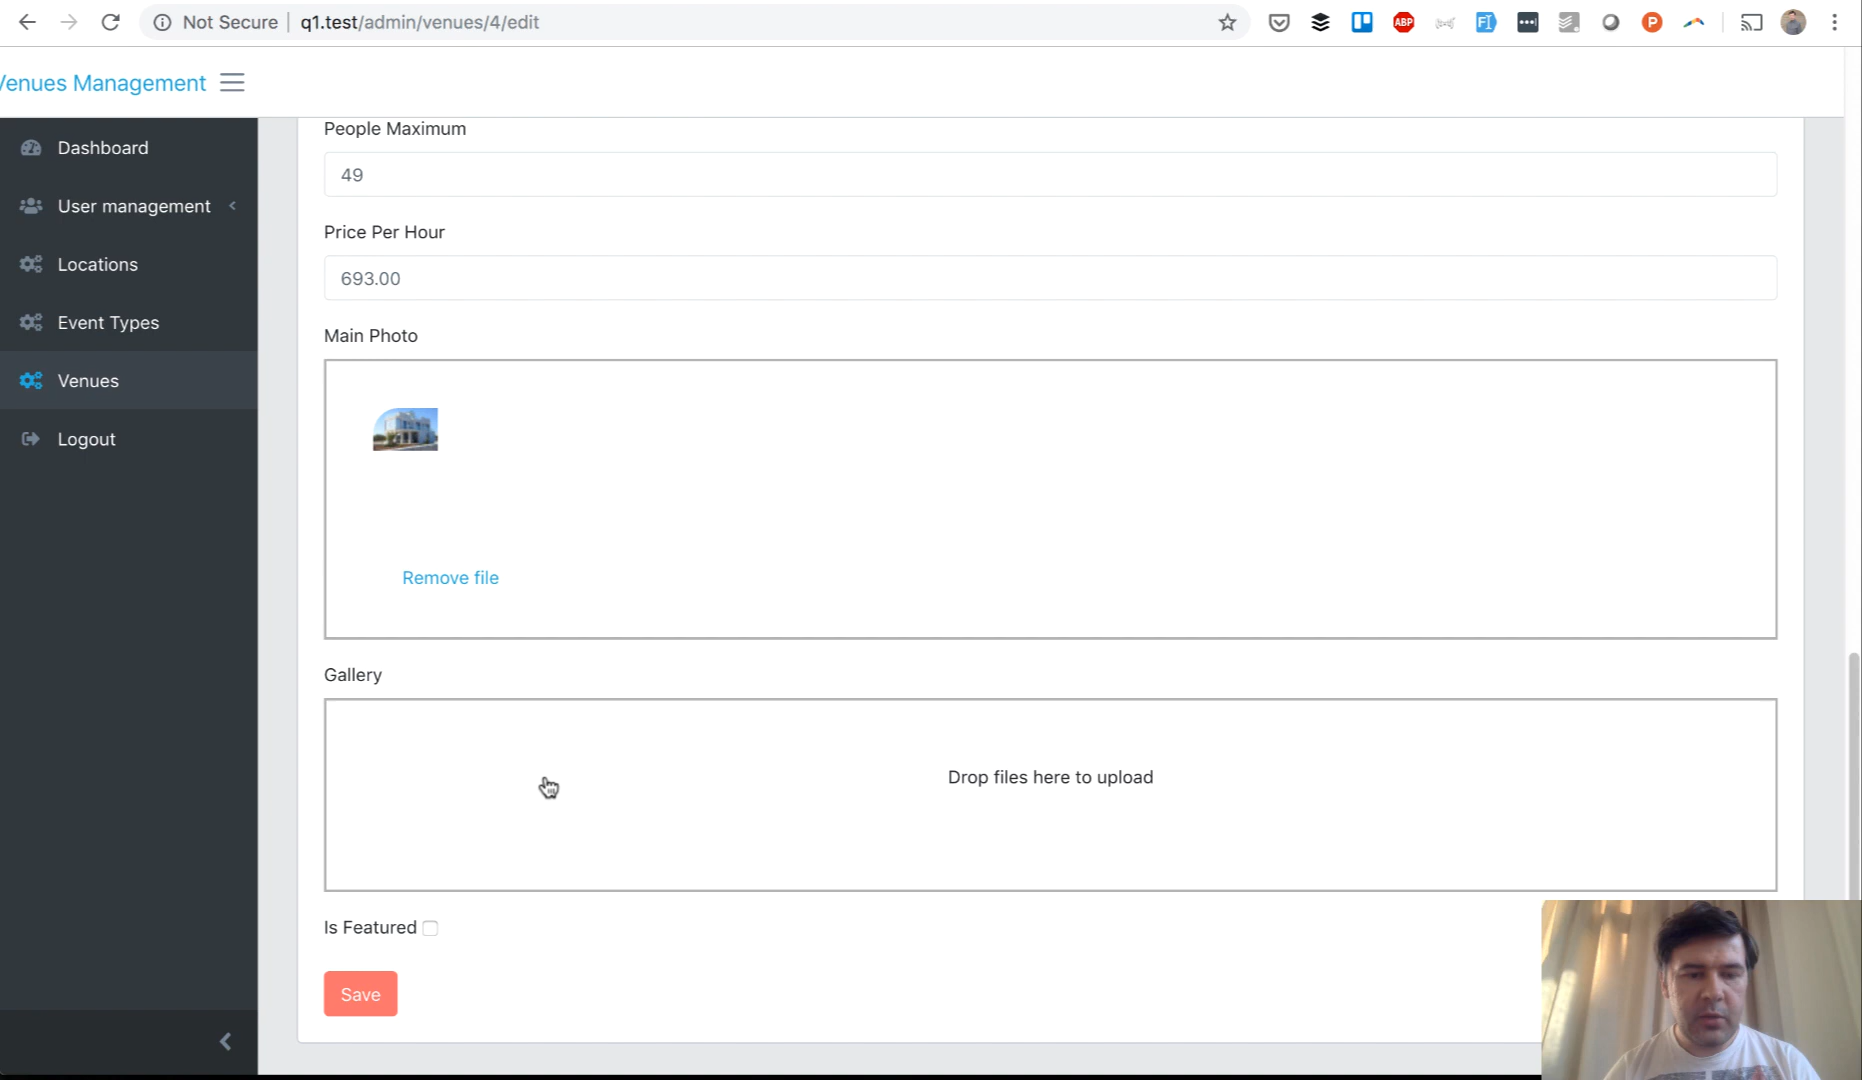 Not Secure | q1.test/admin/venues/4/edit
ABP
P
Venues Management
Dashboard
User management
Locations
Event Types
Venues
Logout
People Maximum
49
Price Per Hour
693.00
Main Photo
Remove file
Gallery
Drop files here to upload
Is Featured
Save